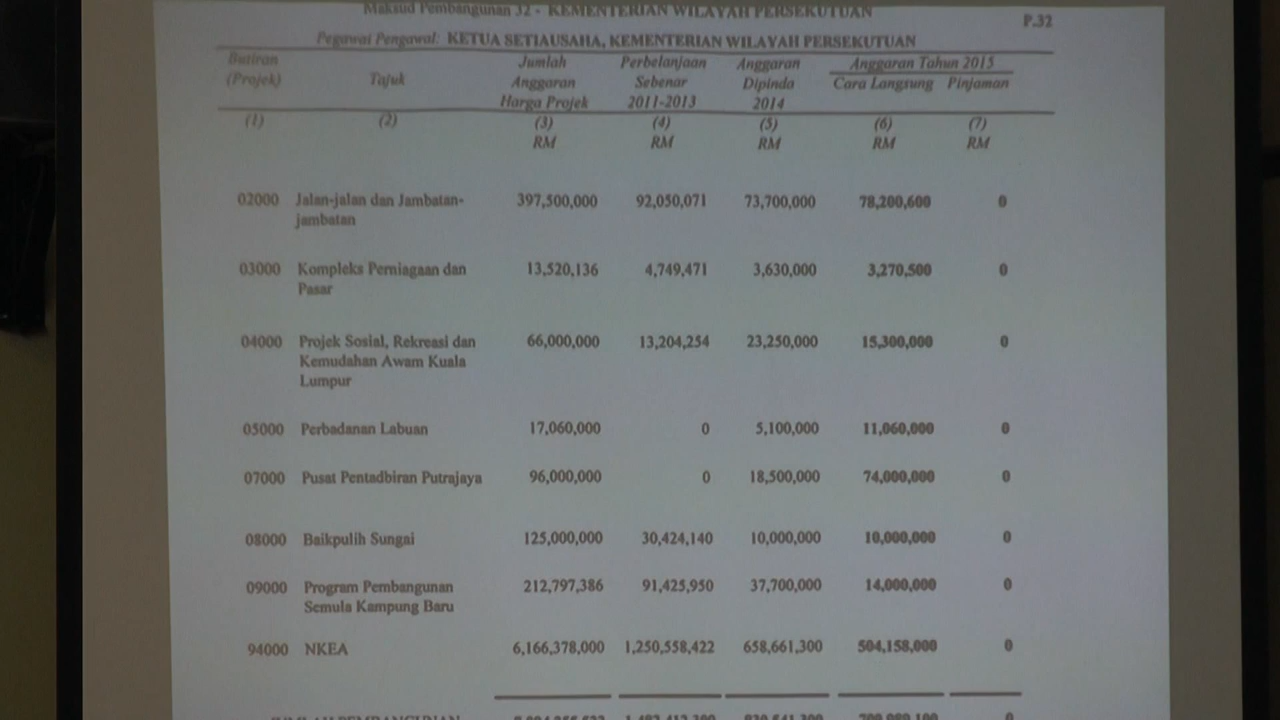 Maksud Pembangunan 32 - KEMENTERIAN WILAYAH PERSEKUTUAN
P.32
Pegawai Pengawal: KETUA SETIAUSAHA, KEMENTERIAN WILAYAH PERSEKUTUAN
Butiran (Projek)
Tajuk
Jumlah Anggaran Harga Projek
Perbelanjaan Sebenar 2011-2013
Anggaran Dipinda 2014
Anggaran Tahun 2015
Cara Langsung Pinjaman
(1) (2) (3) (4) (5) (6) (7)
RM RM RM RM RM
02000 Jalan-jalan dan Jambatan- 397,500,000 92,050,071 73,700,000 78,200,600 0
jambatan
03000 Kompleks Perniagaan dan 13,520,136 4,749,471 3,630,000 3,270,500 0
Pasar
04000 Projek Sosial, Rekreasi dan 66,000,000 13,204,254 23,250,000 15,300,000 0
Kemudahan Awam Kuala
Lumpur
05000 Perbadanan Labuan 17,060,000 0 5,100,000 11,060,000 0
07000 Pusat Pentadbiran Putrajaya 96,000,000 0 18,500,000 74,000,000 0
08000 Baikpulih Sungai 125,000,000 30,424,140 10,000,000 10,000,000 0
09000 Program Pembangunan 212,797,386 91,425,950 37,700,000 14,000,000 0
Semula Kampung Baru
94000 NKEA 6,166,378,000 1,250,558,422 658,661,300 504,158,000 0